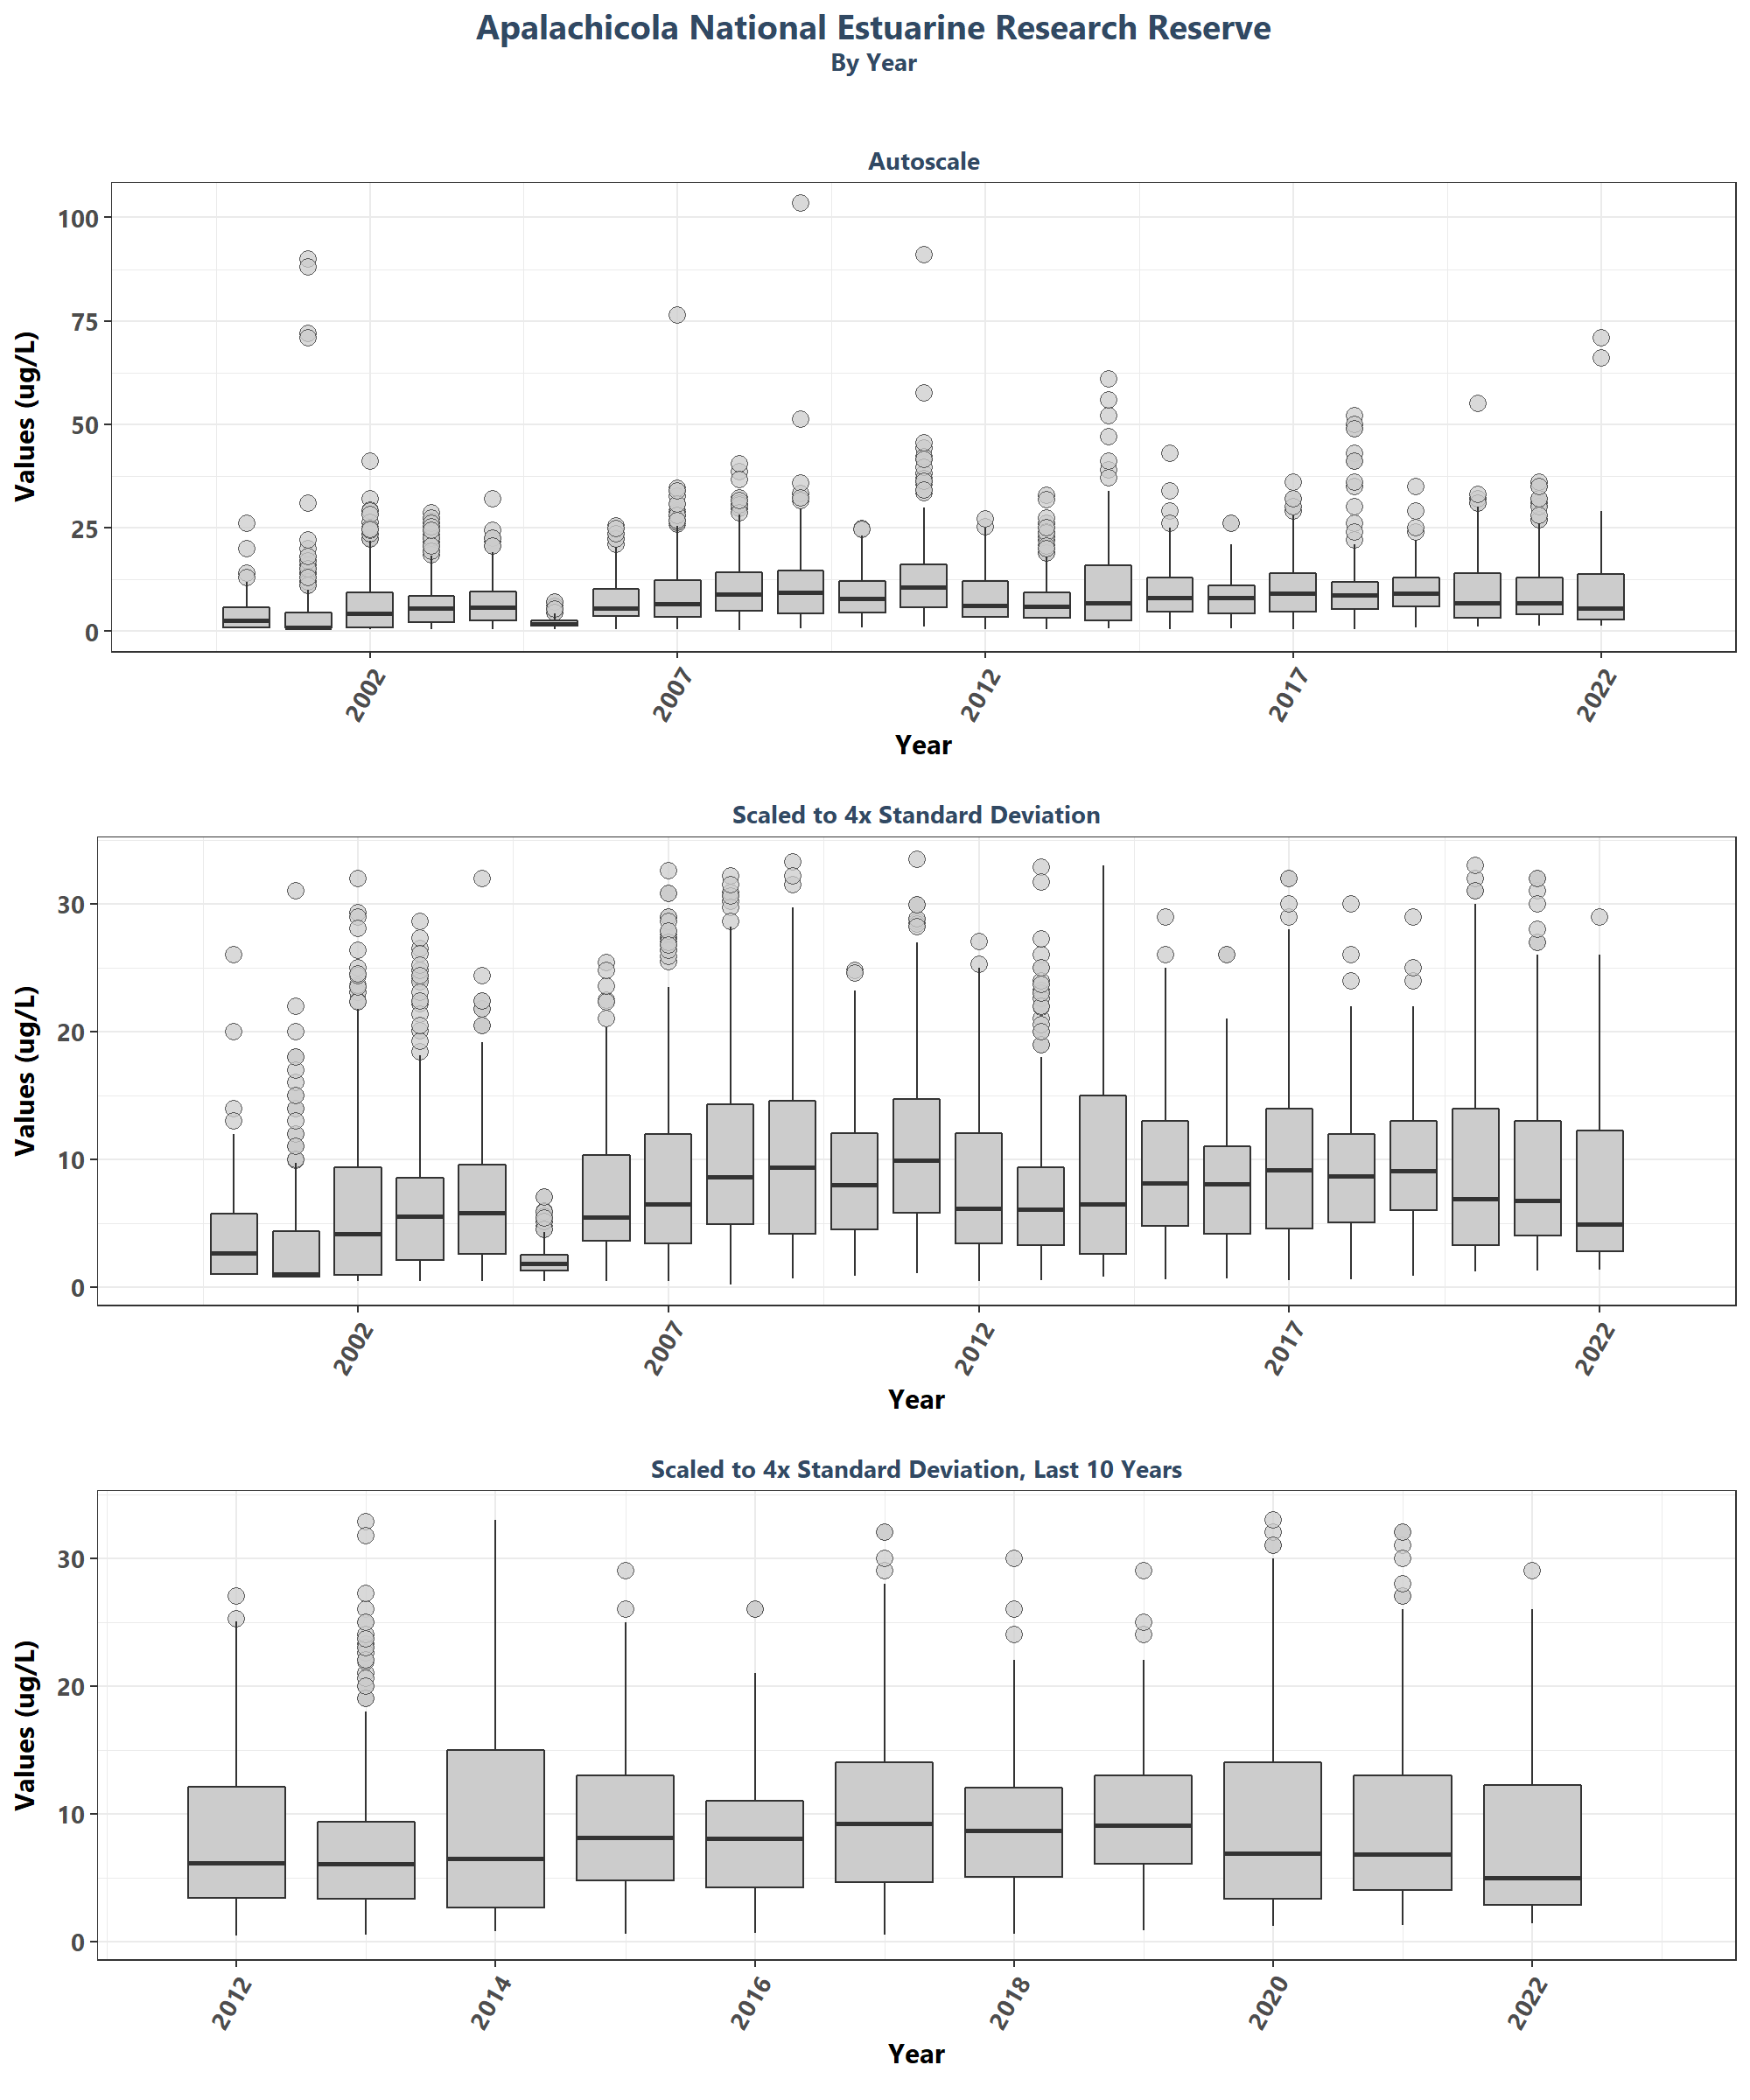 Apalachicola National Estuarine Research Reserve
By Year
Autoscale
Values (ug/L)
100
75
50
25
0
2002 2007 2012 2017 2022
Year
Scaled to 4x Standard Deviation
Values (ug/L)
30
20
10
0
2002 2007 2012 2017 2022
Year
Scaled to 4x Standard Deviation, Last 10 Years
Values (ug/L)
30
20
10
0
2012 2014 2016 2018 2020 2022
Year